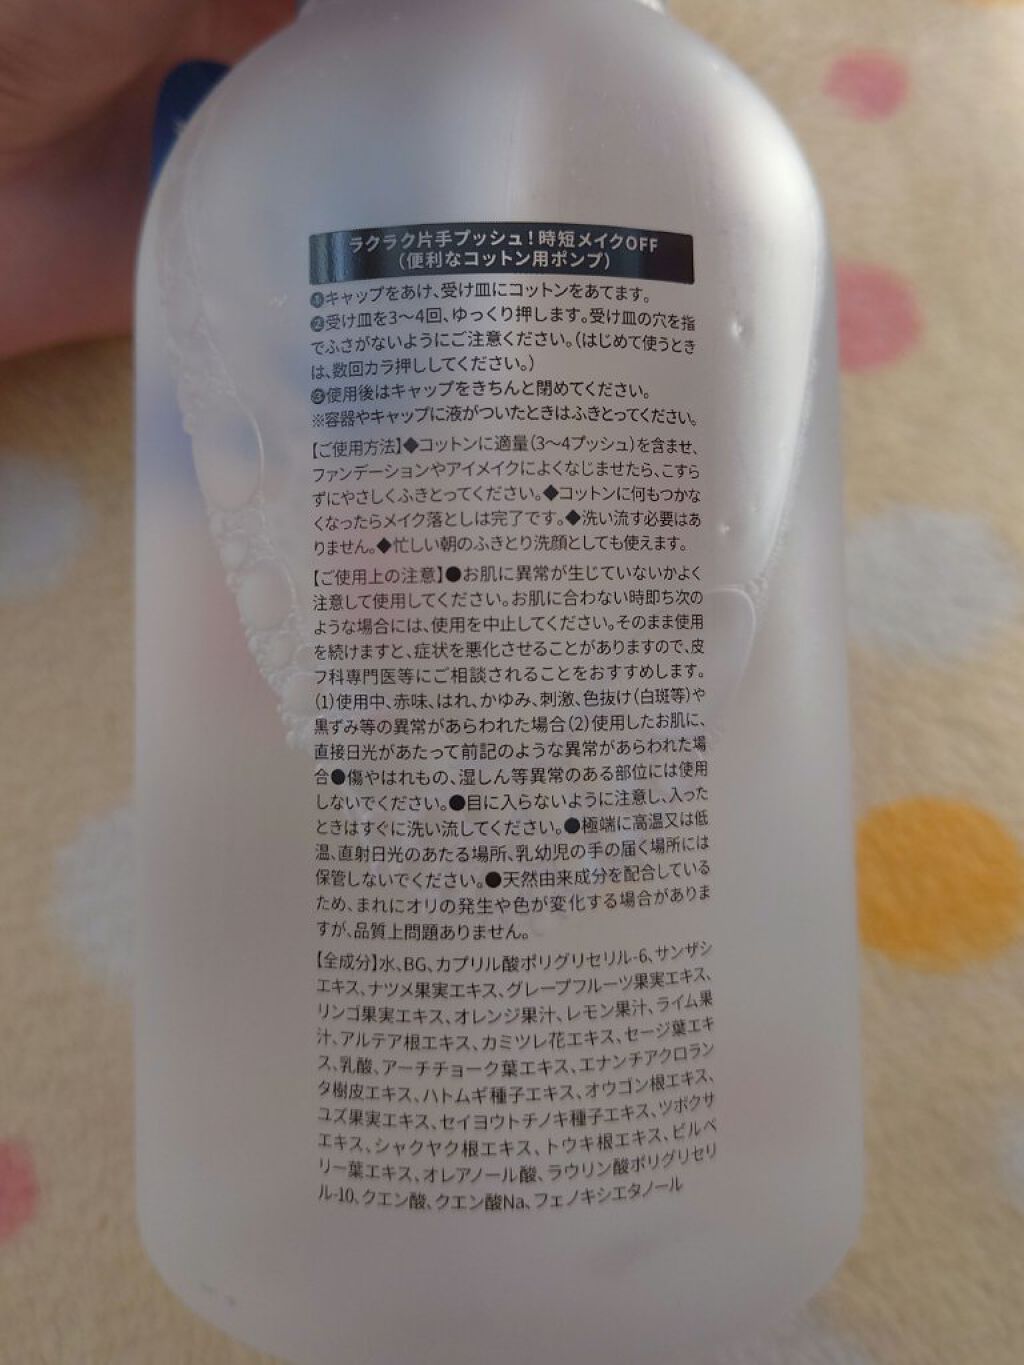 ラクラク片手プッシュ!時短メイクOFF
(便利なコットン用ポンプ)
❶キャップをあけ、受け皿にコットンをあてます。
❷受け皿を3〜4回、ゆっくり押します。受け皿の穴を指
でふさがないようにご注意ください。(はじめて使うとき
は、数回カラ押ししてください。)
❸使用後はキャップをきちんと閉めてください。
※容器やキャップに液がついたときはふきとってください。
【ご使用方法】◆コットンに適量(3〜4プッシュ)を含ませ、
ファンデーションやアイメイクによくなじませたら、こすら
ずにやさしくふきとってください。◆コットンに何もつかな
くなったらメイク落としは完了です。◆洗い流す必要はあ
りません。◆忙しい朝のふきとり洗顔としても使えます。
【ご使用上の注意】●お肌に異常が生じていないかよく
注意して使用してください。お肌に合わない時即ち次の
ような場合には、使用を中止してください。そのまま使用
を続けますと、症状を悪化させることがありますので、皮
フ科専門医等にご相談されることをおすすめします。
(1)使用中、赤味、はれ、かゆみ、刺激、色抜け(白斑等)や
黒ずみ等の異常があらわれた場合(2)使用したお肌に、
直接日光があたって前記のような異常があらわれた場
合●傷やはれもの、湿しん等異常のある部位には使用
しないでください。●目に入らないように注意し、入った
ときはすぐに洗い流してください。●極端に高温又は低
温、直射日光のあたる場所、乳幼児の手の届く場所には
保管しないでください。●天然由来成分を配合している
ため、まれにオリの発生や色が変化する場合がありま
すが、品質上問題ありません。
【全成分】水、BG、カプリル酸ポリグリセリル-6、サンザシ
エキス、ナツメ果実エキス、グレープフルーツ果実エキス、
リンゴ果実エキス、オレンジ果汁、レモン果汁、ライム果
汁、アルテア根エキス、カミツレ花エキス、セージ葉エキ
ス、乳酸、アーチチョーク葉エキス、エナンチアクロラン
タ樹皮エキス、ハトムギ種子エキス、オウゴン根エキス、
ユズ果実エキス、セイヨウトチノキ種子エキス、ツボクサ
エキス、シャクヤク根エキス、トウキ根エキス、ビルベ
リー葉エキス、オレアノール酸、ラウリン酸ポリグリセリ
ル-10、クエン酸、クエン酸Na、フェノキシエタノール